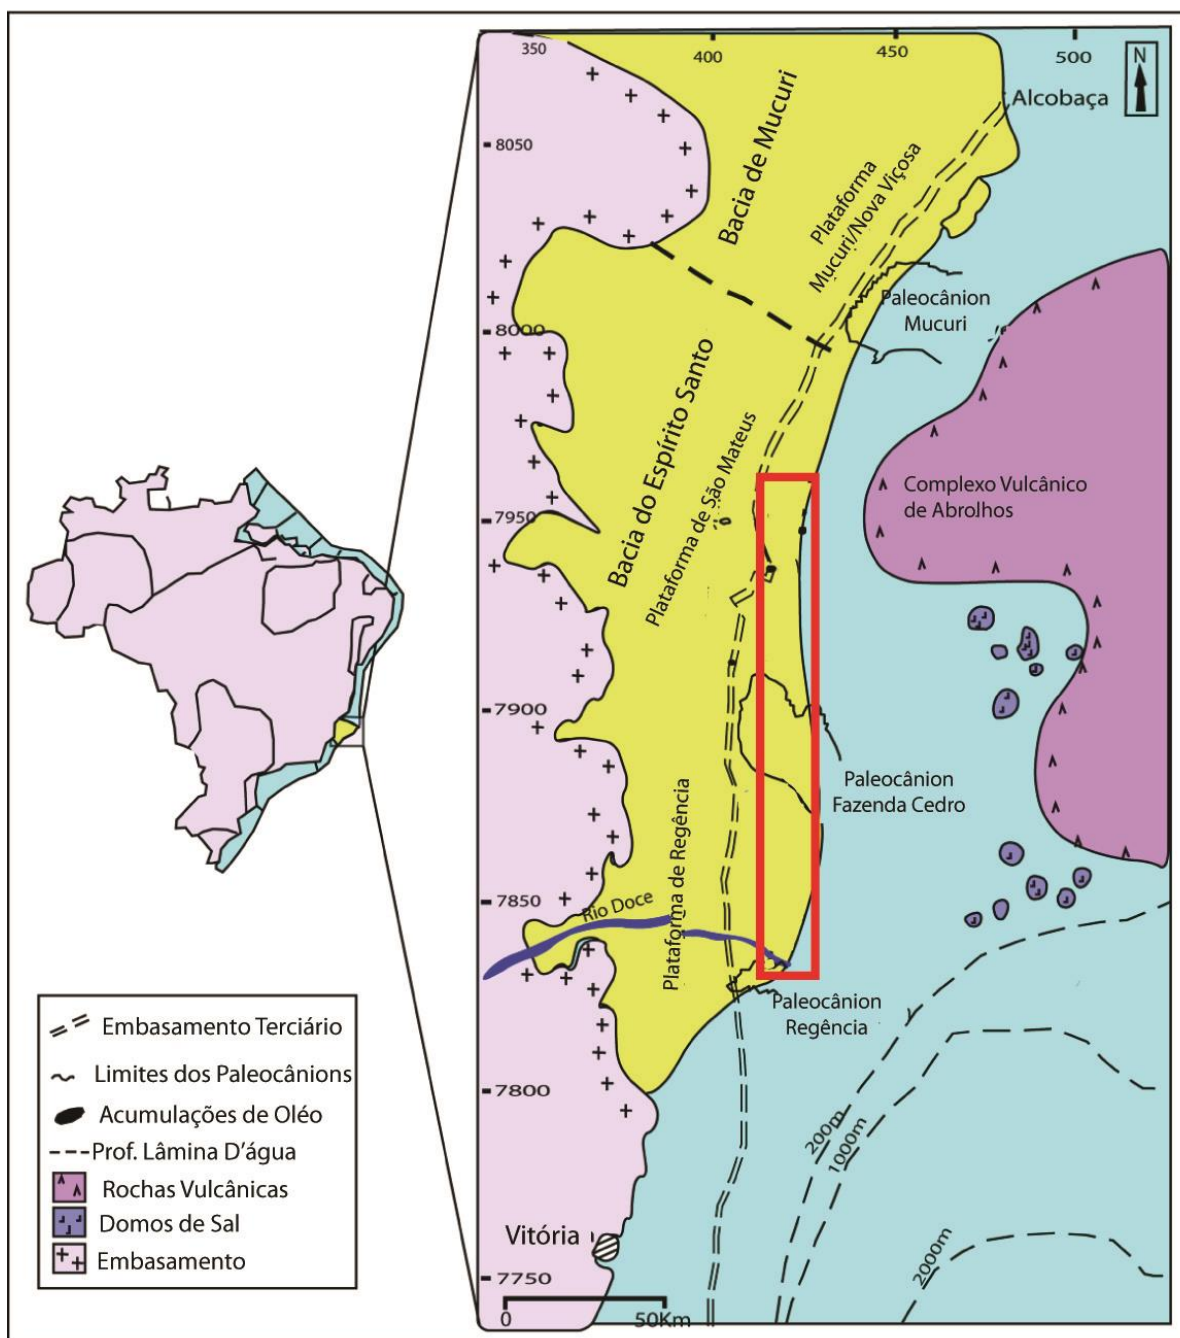 350
400
450
500
N
Alcobaça
8050
Bacia de Mucuri
Plataforma
Mucuri/Nova Viçosa
Paleocânion
Mucuri
8000
Bacia do Espírito Santo
Plataforma de São Mateus
Complexo Vulcânico
de Abrolhos
7950
7900
Paleocânion
Fazenda Cedro
Plataforma de Regência
7850
Rio Doce
Paleocânion
Regência
7800
200m
1000m
2000m
Vitória
7750
0
50Km
Embasamento Terciário
Limites dos Paleocânions
Acumulações de Oléo
Prof. Lâmina D'água
Rochas Vulcânicas
Domos de Sal
Embasamento